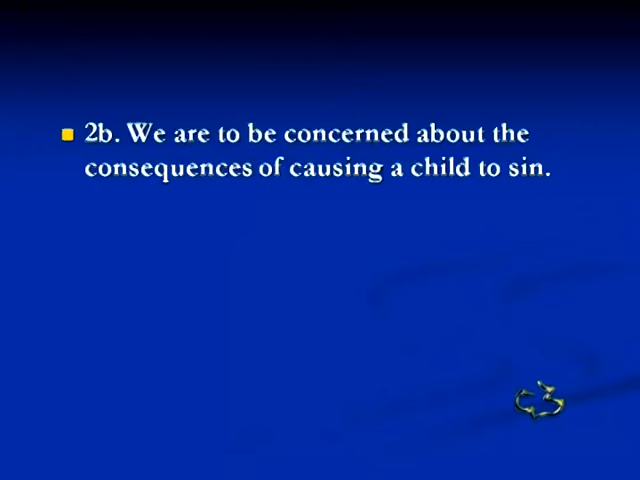 2b. We are to be concerned about the
consequences of causing a child to sin.